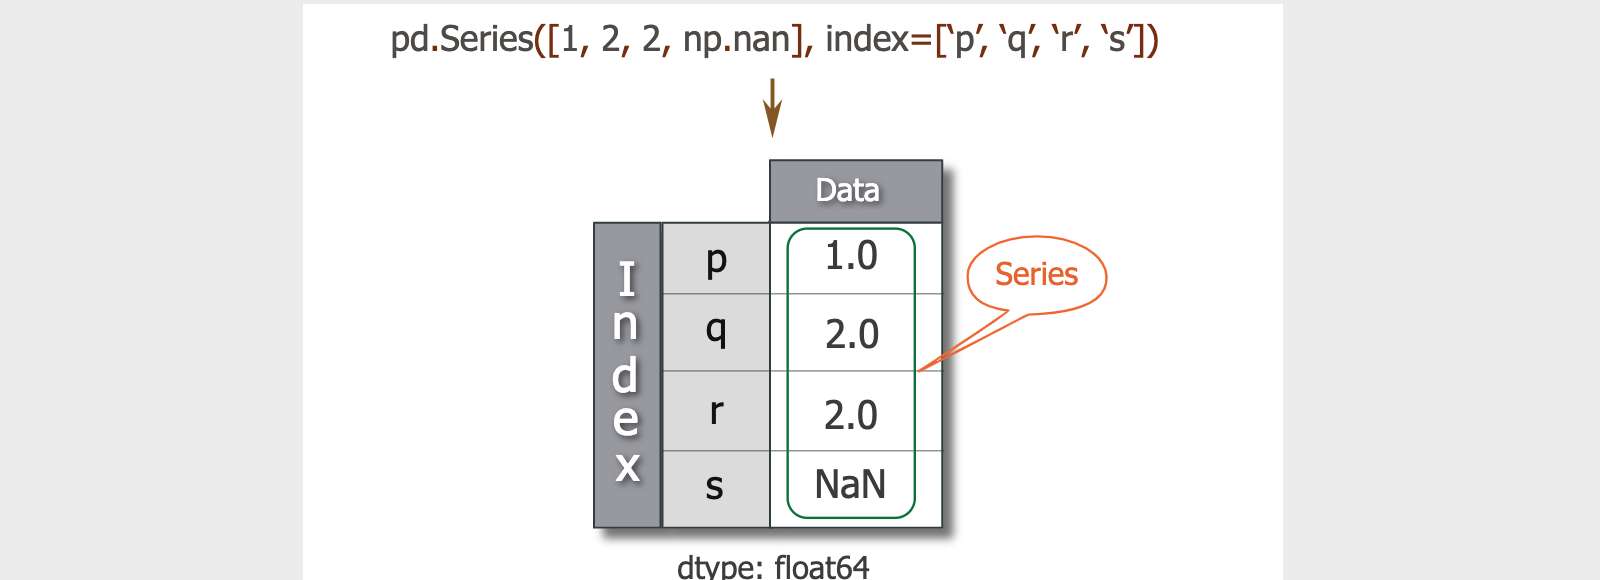 pd.Series([1, 2, 2, np.nan], index=[‘p’, ‘q’, ‘r’, ‘s’])
Data
Index
p 1.0
q 2.0
r 2.0
s NaN
Series
dtype: float64